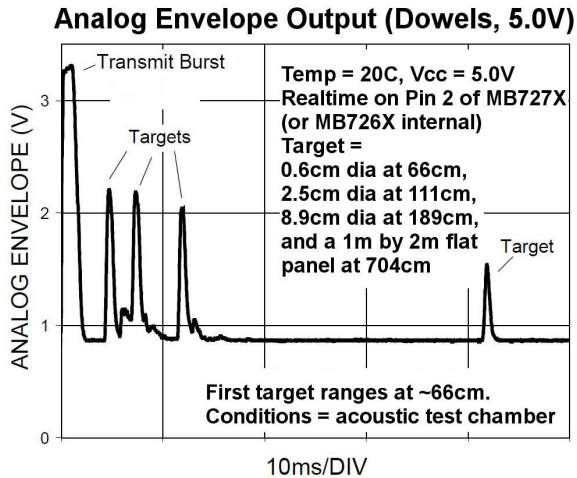 Analog Envelope Output (Dowels, 5.0V)
Transmit Burst
Temp = 20C, Vcc = 5.0V
Realtime on Pin 2 of MB727X
(or MB726X internal)
Target =
0.6cm dia at 66cm,
2.5cm dia at 111cm,
8.9cm dia at 189cm,
and a 1m by 2m flat
panel at 704cm
Targets
Target
ANALOG ENVELOPE (V)
3
2
1
0
First target ranges at ~66cm.
Conditions = acoustic test chamber
10ms/DIV